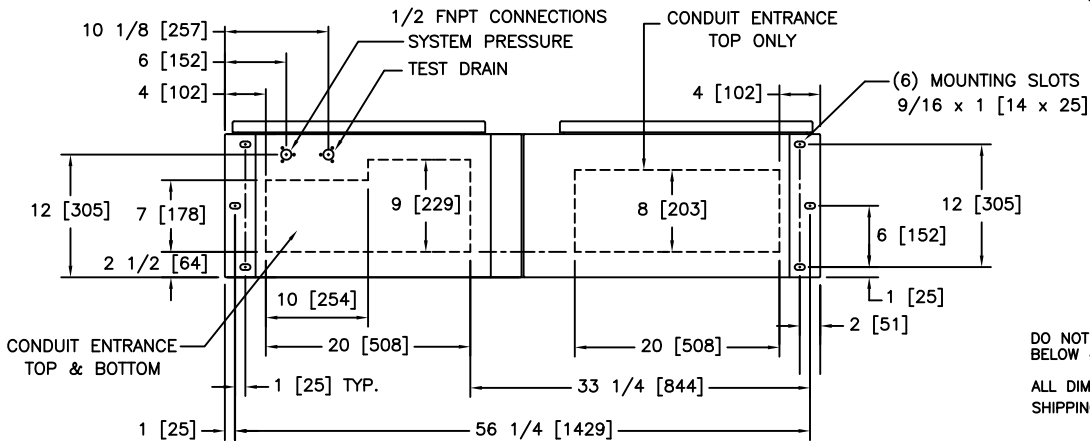 1/2 FNPT CONNECTIONS
10 1/8 [257]
SYSTEM PRESSURE
6 [152]
TEST DRAIN
4 [102]
CONDUIT ENTRANCE
TOP ONLY
4 [102]
(6) MOUNTING SLOTS
9/16 x 1 [14 x 25]
12 [305]
7 [178]
9 [229]
8 [203]
12 [305]
6 [152]
2 1/2 [64]
10 [254]
1 [25]
2 [51]
CONDUIT ENTRANCE
TOP & BOTTOM
20 [508]
20 [508]
1 [25] TYP.
33 1/4 [844]
1 [25]
56 1/4 [1429]
DO NOT
BELOW
ALL DIM
SHIPPIN